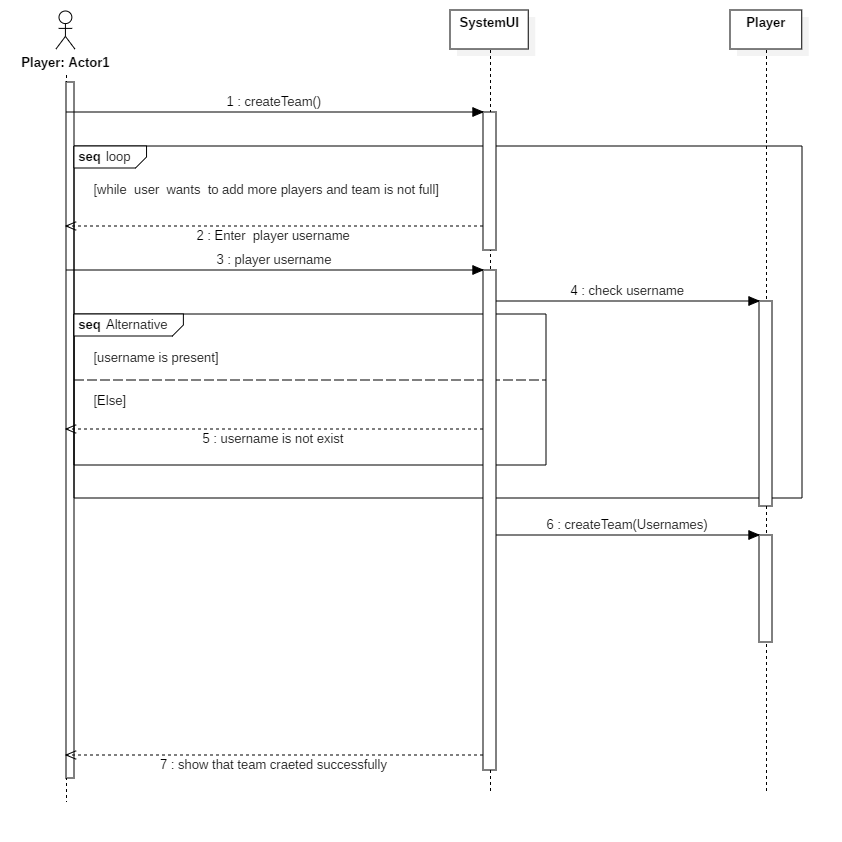 SystemUI
Player
Player: Actor1
1 : createTeam()
seq loop
[while  user  wants  to add more players and team is not full]
2 : Enter  player username
3 : player username
4 : check username
seq Alternative
[username is present]
[Else]
5 : username is not exist
6 : createTeam(Usernames)
7 : show that team craeted successfully